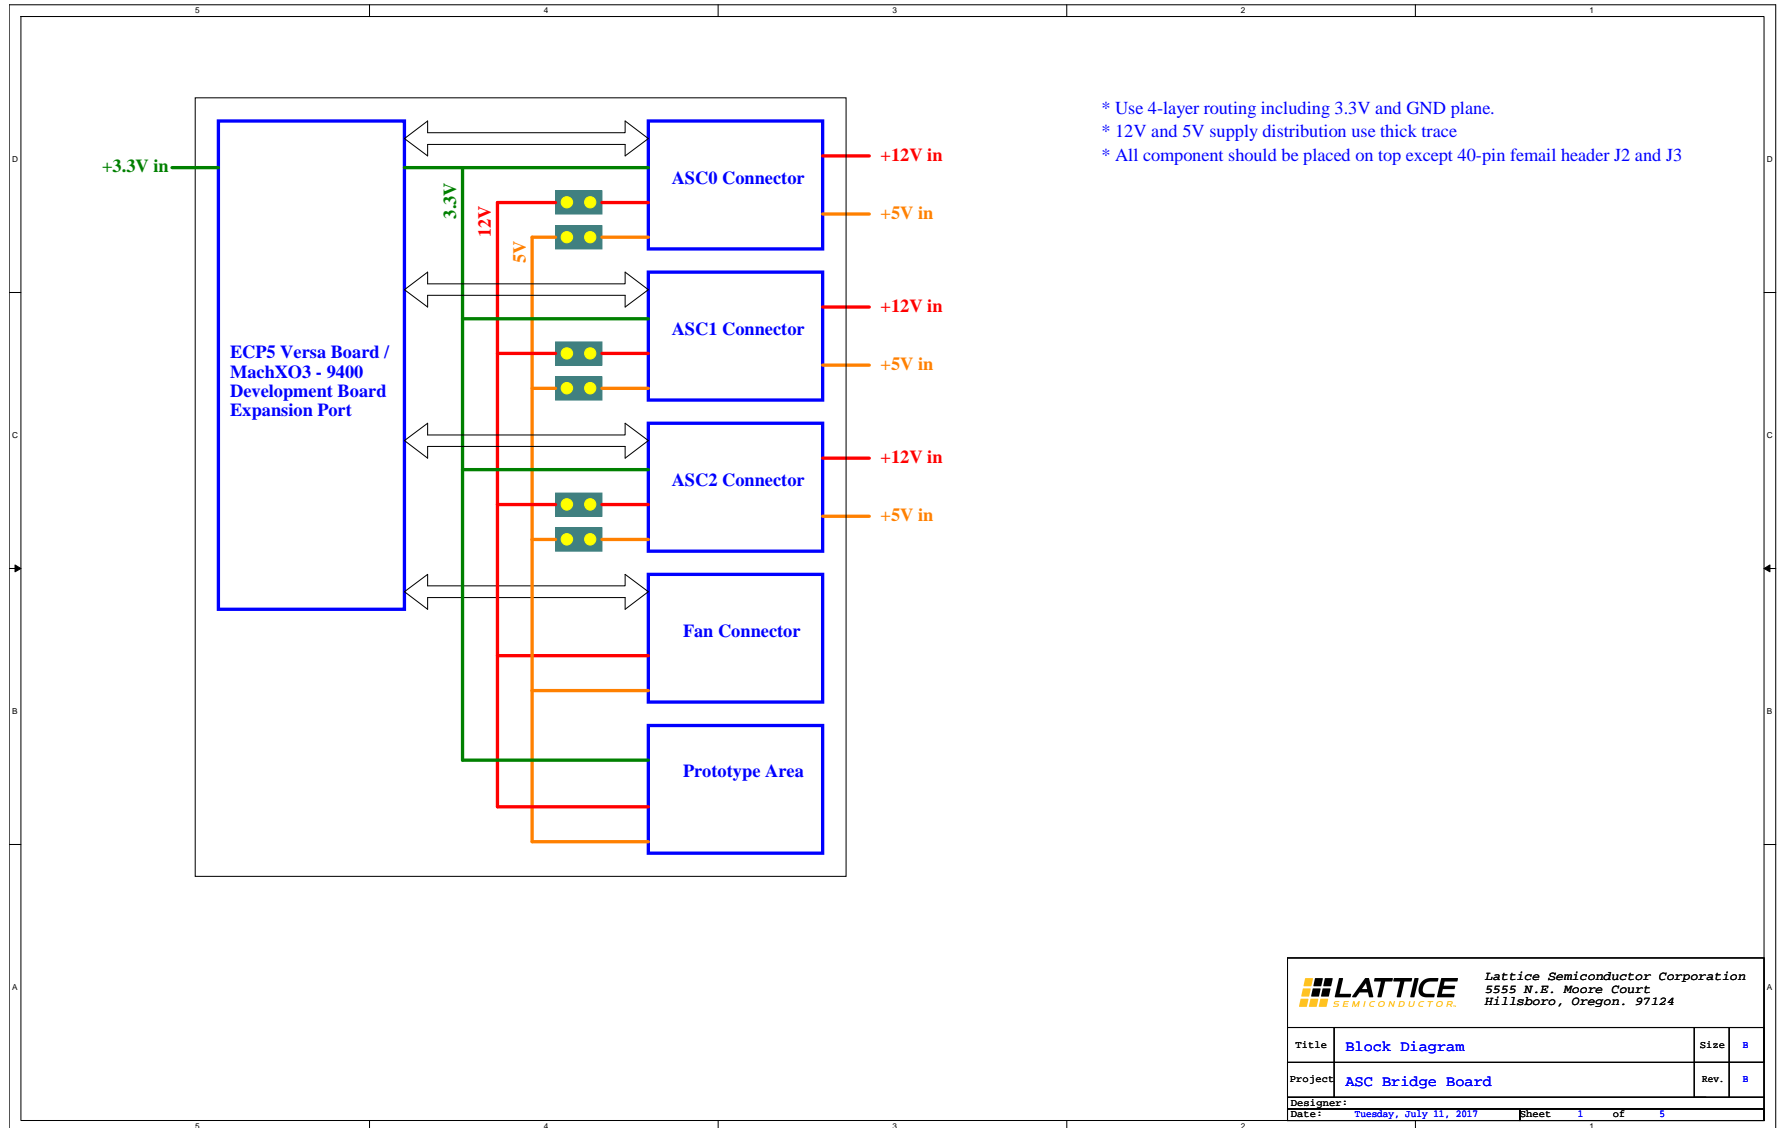 5 4 3 2 1
* Use 4-layer routing including 3.3V and GND plane.
* 12V and 5V supply distribution use thick trace
* All component should be placed on top except 40-pin femail header J2 and J3
D D
+3.3V in
3.3V
12V
5V
ASC0 Connector
+12V in
+5V in
ASC1 Connector
+12V in
+5V in
ECP5 Versa Board /
MachXO3 - 9400
Development Board
Expansion Port
C C
ASC2 Connector
+12V in
+5V in
Fan Connector
B B
Prototype Area
A A
LATTICE
SEMICONDUCTOR.
Lattice Semiconductor Corporation
5555 N.E. Moore Court
Hillsboro, Oregon. 97124
Title Block Diagram Size B
Project ASC Bridge Board Rev. B
Designer:
Date: Tuesday, July 11, 2017 Sheet 1 of 5
5 4 3 2 1